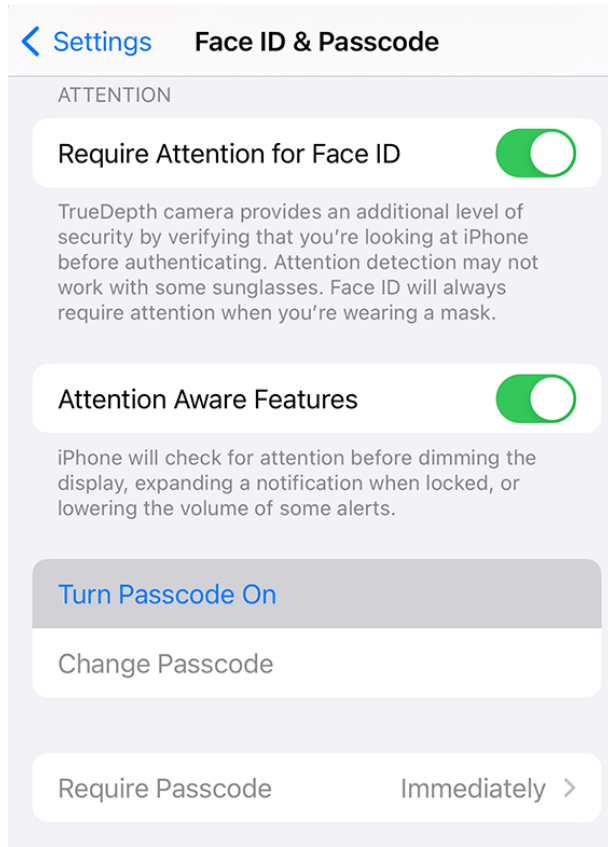 Settings Face ID & Passcode
ATTENTION
Require Attention for Face ID
TrueDepth camera provides an additional level of
security by verifying that you’re looking at iPhone
before authenticating. Attention detection may not
work with some sunglasses. Face ID will always
require attention when you’re wearing a mask.
Attention Aware Features
iPhone will check for attention before dimming the
display, expanding a notification when locked, or
lowering the volume of some alerts.
Turn Passcode On
Change Passcode
Require Passcode Immediately